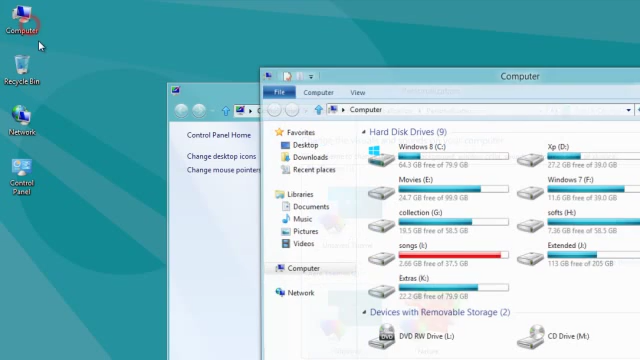 Computer
Recycle Bin
Network
Control
Panel
Control Panel Home
Change desktop icons
Change mouse pointers
Computer
File
Computer
View
Computer
Favorites
Desktop
Downloads
Recent places
Libraries
Documents
Music
Pictures
Videos
Computer
Network
Hard Disk Drives (9)
Windows 8 (C:)
64.3 GB free of 79.9 GB
Xp (D:)
27.2 GB free of 39.0 GB
Movies (E:)
24.7 GB free of 99.9 GB
Windows 7 (F:)
11.6 GB free of 39.0 GB
collection (G:)
19.5 GB free of 58.5 GB
softs (H:)
7.36 GB free of 58.5 GB
songs (I:)
2.66 GB free of 37.5 GB
Extended (J:)
113 GB free of 205 GB
Extras (K:)
22.2 GB free of 79.9 GB
Devices with Removable Storage (2)
DVD RW Drive (L:)
CD Drive (M:)